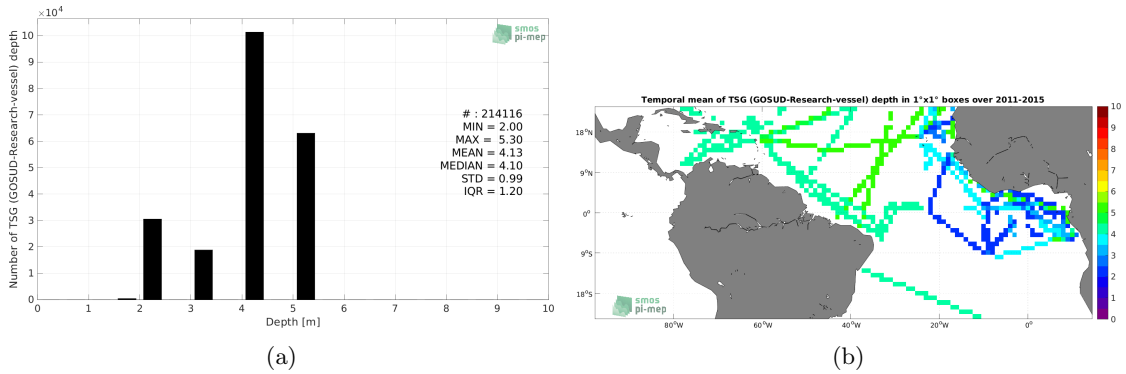 ×10⁴
Number of TSG (GOSUD-Research-vessel) depth
10
9
8
7
6
5
4
3
2
1
0
smos
pi-mep
# : 214116
MIN = 2.00
MAX = 5.30
MEAN = 4.13
MEDIAN = 4.10
STD = 0.99
IQR = 1.20
0 1 2 3 4 5 6 7 8 9 10
Depth [m]
(a)
Temporal mean of TSG (GOSUD-Research-vessel) depth in 1°x1° boxes over 2011-2015
18°N
9°N
0°
9°S
18°S
smos
pi-mep
80°W 60°W 40°W 20°W 0°
10
9
8
7
6
5
4
3
2
1
0
(b)